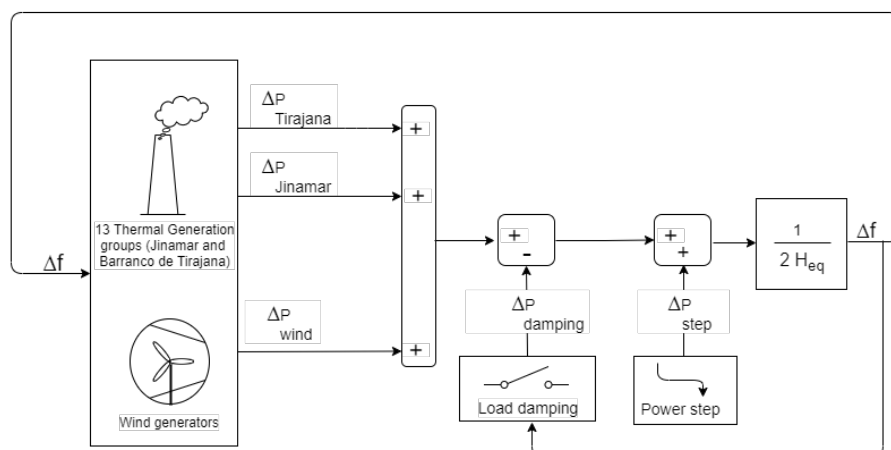 ΔP
Tirajana
+
ΔP
Jinamar
+
13 Thermal Generation
groups (Jinamar and
Barranco de Tirajana)
Δf
+
-
+
+
1
2 Heq
Δf
ΔP
damping
ΔP
step
ΔP
wind
+
Load damping
Power step
Wind generators